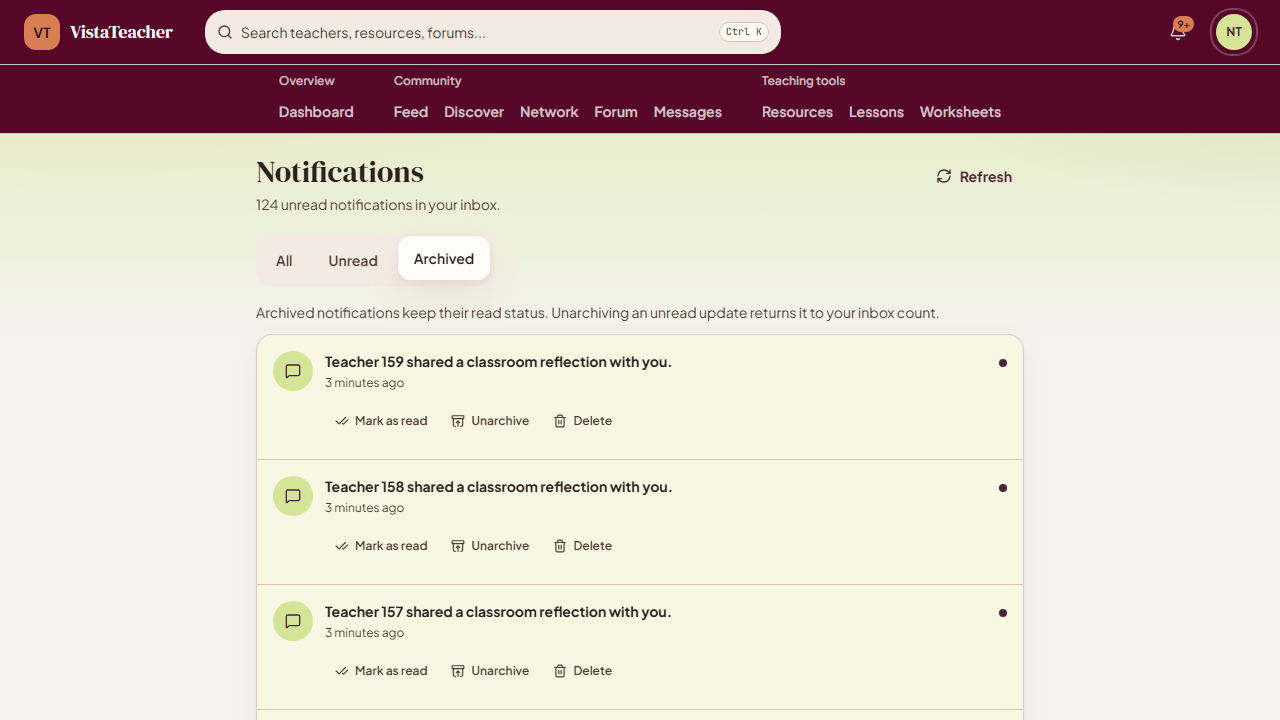 VT VistaTeacher
Search teachers, resources, forums... Ctrl K
9+
NT
Overview Community Teaching tools
Dashboard Feed Discover Network Forum Messages Resources Lessons Worksheets
Notifications
Refresh
124 unread notifications in your inbox.
All Unread Archived
Archived notifications keep their read status. Unarchiving an unread update returns it to your inbox count.
Teacher 159 shared a classroom reflection with you.
3 minutes ago
Mark as read Unarchive Delete
Teacher 158 shared a classroom reflection with you.
3 minutes ago
Mark as read Unarchive Delete
Teacher 157 shared a classroom reflection with you.
3 minutes ago
Mark as read Unarchive Delete